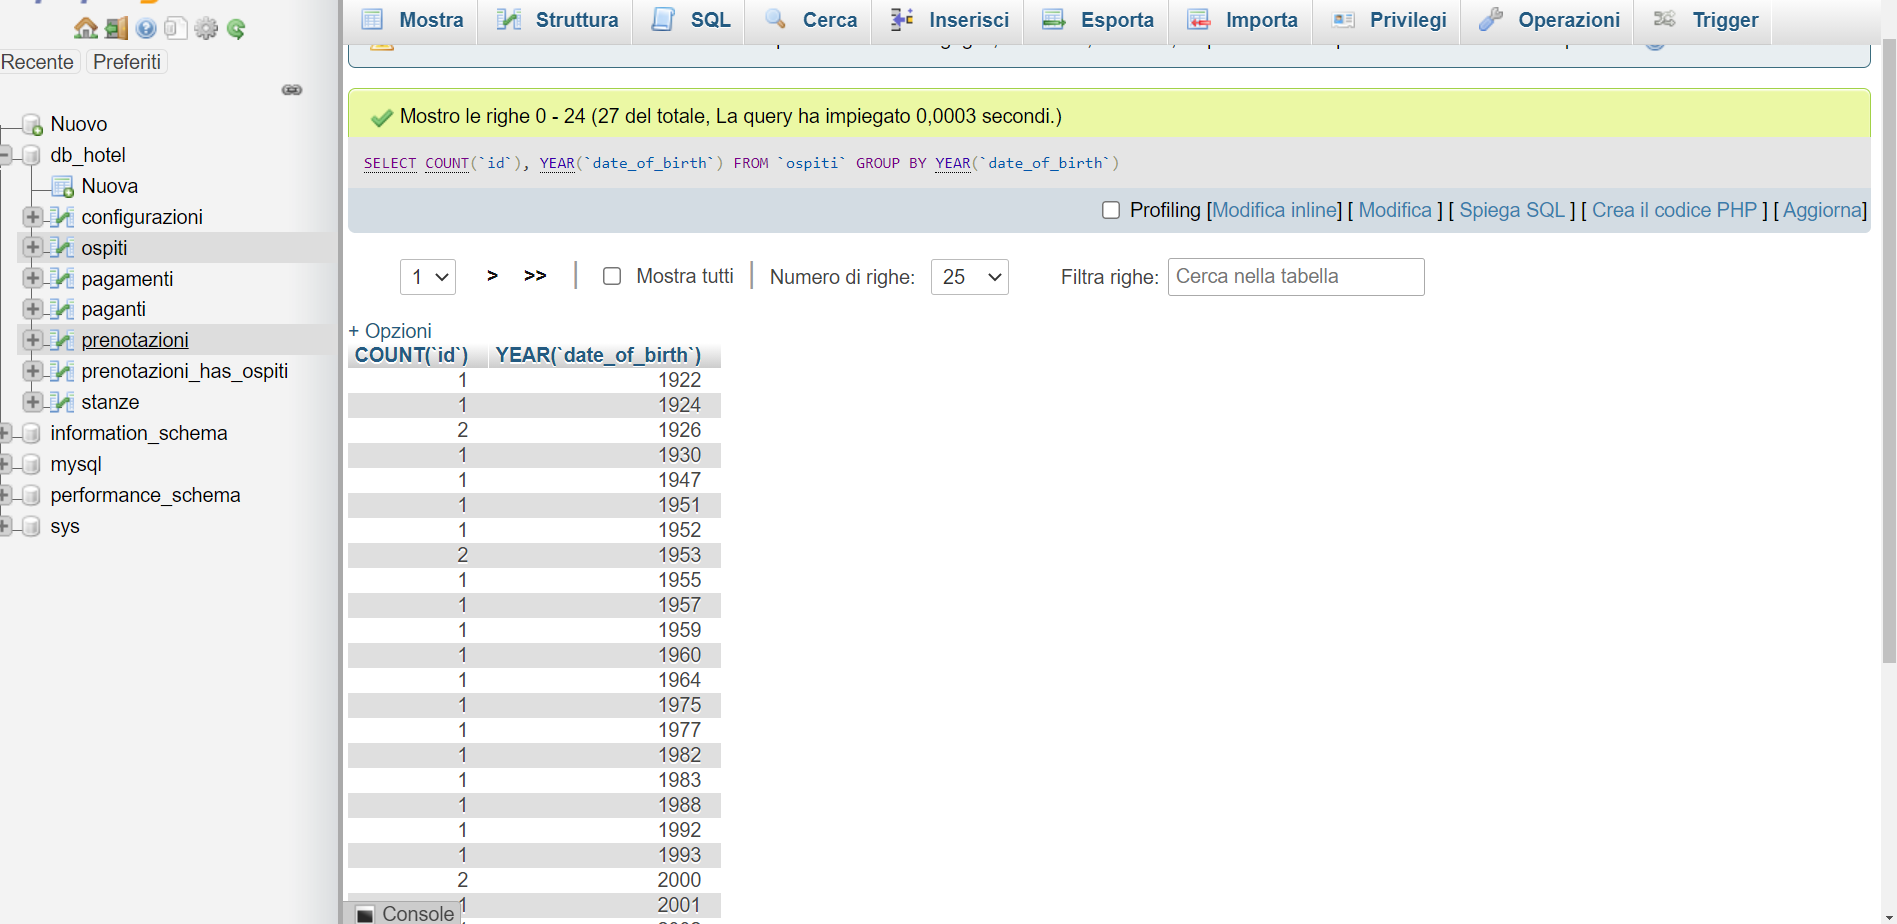 Recente Preferiti
Nuovo
db_hotel
Nuova
configurazioni
ospiti
pagamenti
paganti
prenotazioni
prenotazioni_has_ospiti
stanze
information_schema
mysql
performance_schema
sys
Mostra Struttura SQL Cerca Inserisci Esporta Importa Privilegi Operazioni Trigger
Mostro le righe 0 - 24 (27 del totale, La query ha impiegato 0,0003 secondi.)
SELECT COUNT(`id`), YEAR(`date_of_birth`) FROM `ospiti` GROUP BY YEAR(`date_of_birth`)
Profiling [Modifica inline] [ Modifica ] [ Spiega SQL ] [ Crea il codice PHP ] [ Aggiorna]
1 > >> | Mostra tutti | Numero di righe: 25 Filtra righe: Cerca nella tabella
+ Opzioni
COUNT(`id`) YEAR(`date_of_birth`)
1 1922
1 1924
2 1926
1 1930
1 1947
1 1951
1 1952
2 1953
1 1955
1 1957
1 1959
1 1960
1 1964
1 1975
1 1977
1 1982
1 1983
1 1988
1 1992
1 1993
2 2000
1 2001
Console